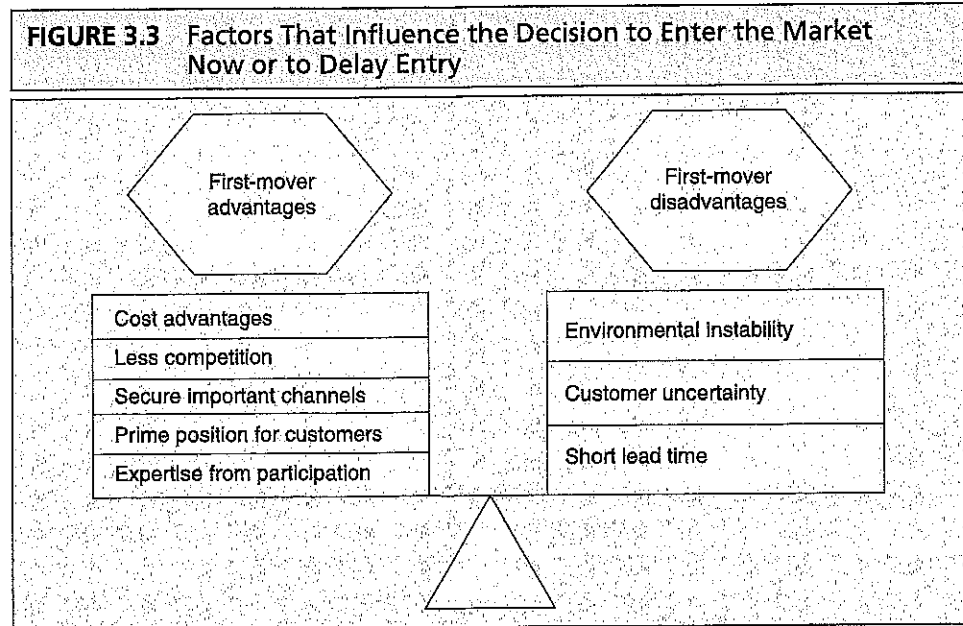 FIGURE 3.3 Factors That Influence the Decision to Enter the Market
Now or to Delay Entry
First-mover
advantages
First-mover
disadvantages
Cost advantages
Less competition
Secure important channels
Prime position for customers
Expertise from participation
Environmental instability
Customer uncertainty
Short lead time